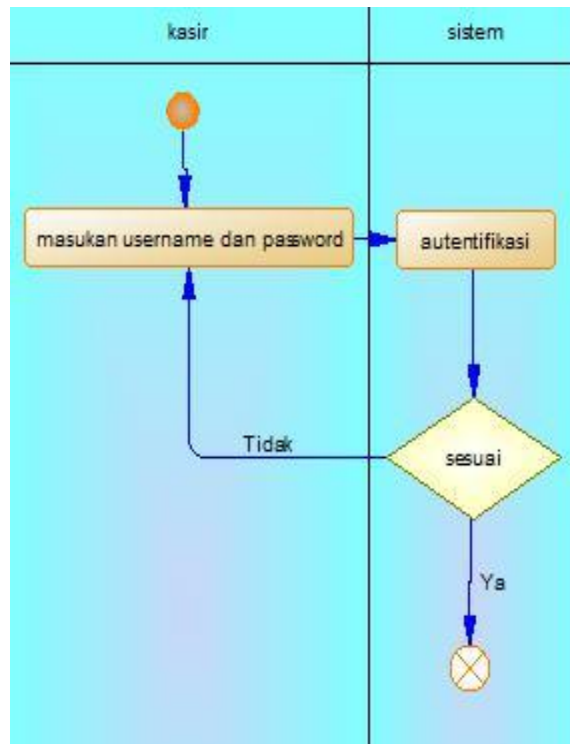 kasir
sistem
masukan username dan password
autentifikasi
sesuai
Tidak
Ya